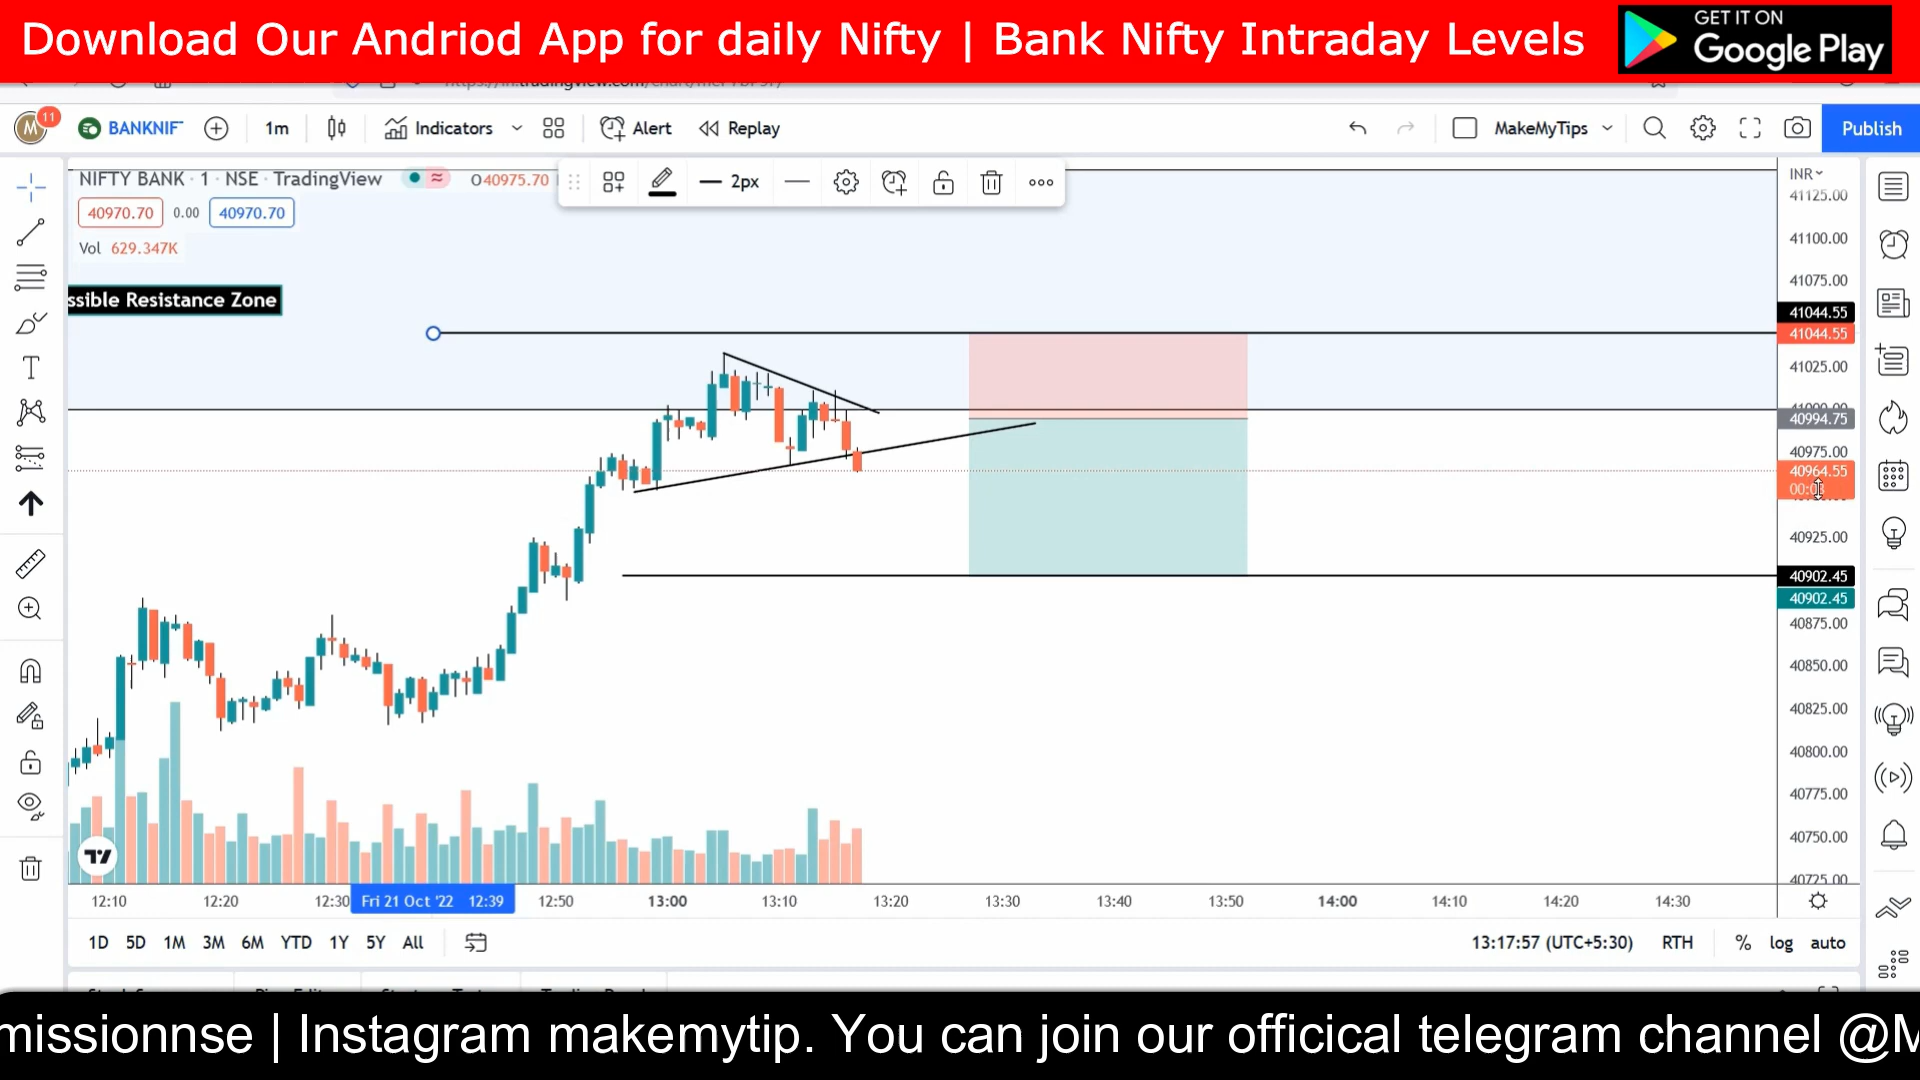 Download Our Andriod App for daily Nifty | Bank Nifty Intraday Levels
GET IT ON
Google Play
M
11
BANKNIF
1m
Indicators
Alert
Replay
MakeMyTips
Publish
NIFTY BANK · 1 · NSE · TradingView
O40975.70
2px
INR
40970.70
0.00
40970.70
Vol 629.347K
ssible Resistance Zone
41125.00
41100.00
41075.00
41044.55
41044.55
41025.00
40994.75
40975.00
40964.55
40925.00
40902.45
40902.45
40875.00
40850.00
40825.00
40800.00
40775.00
40750.00
40725.00
12:10
12:20
12:30
Fri 21 Oct '22 12:39
12:50
13:00
13:10
13:20
13:30
13:40
13:50
14:00
14:10
14:20
14:30
1D
5D
1M
3M
6M
YTD
1Y
5Y
All
13:17:57 (UTC+5:30)
RTH
%
log
auto
missionnse | Instagram makemytip. You can join our officical telegram channel @M